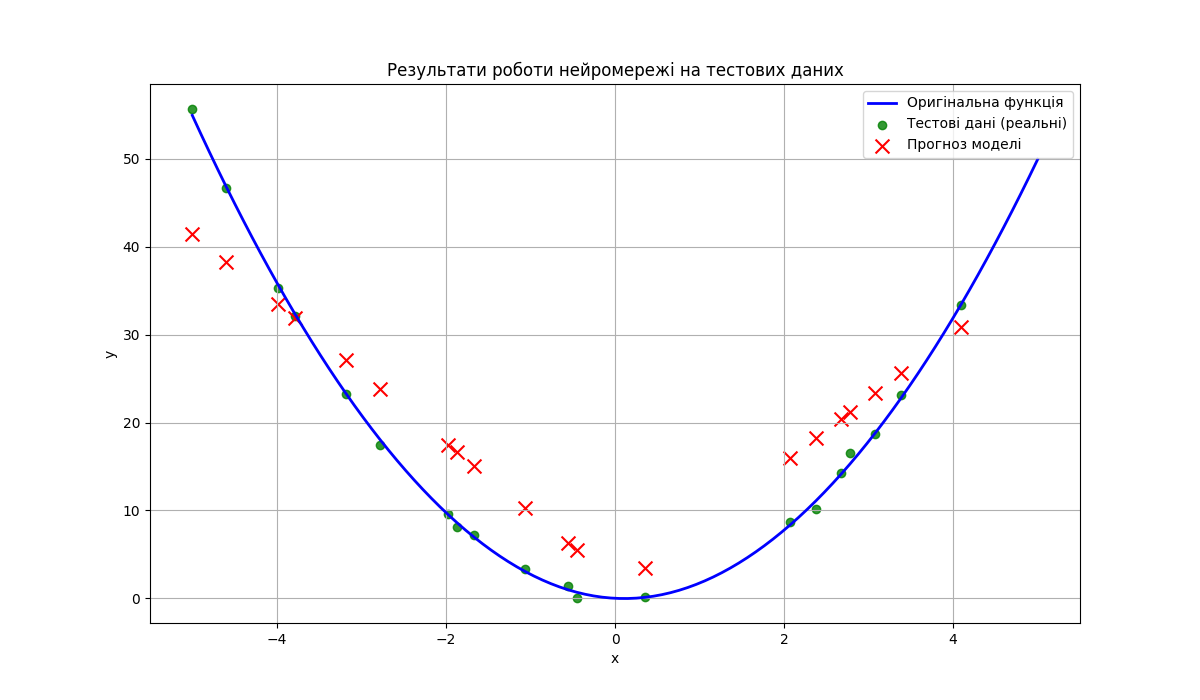 Результати роботи нейромережі на тестових даних
Оригінальна функція
Тестові дані (реальні)
Прогноз моделі
50
40
30
20
10
0
y
−4
−2
0
2
4
x